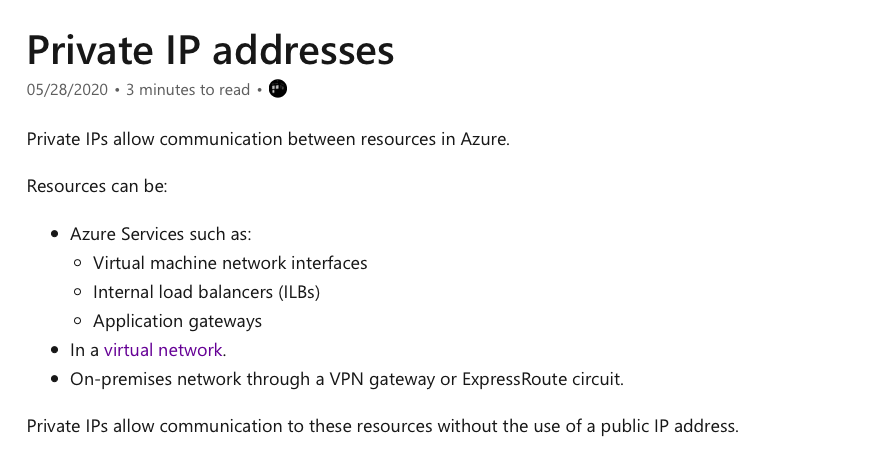 Private IP addresses
05/28/2020 • 3 minutes to read •
Private IPs allow communication between resources in Azure.
Resources can be:
• Azure Services such as:
○ Virtual machine network interfaces
○ Internal load balancers (ILBs)
○ Application gateways
• In a virtual network.
• On-premises network through a VPN gateway or ExpressRoute circuit.
Private IPs allow communication to these resources without the use of a public IP address.